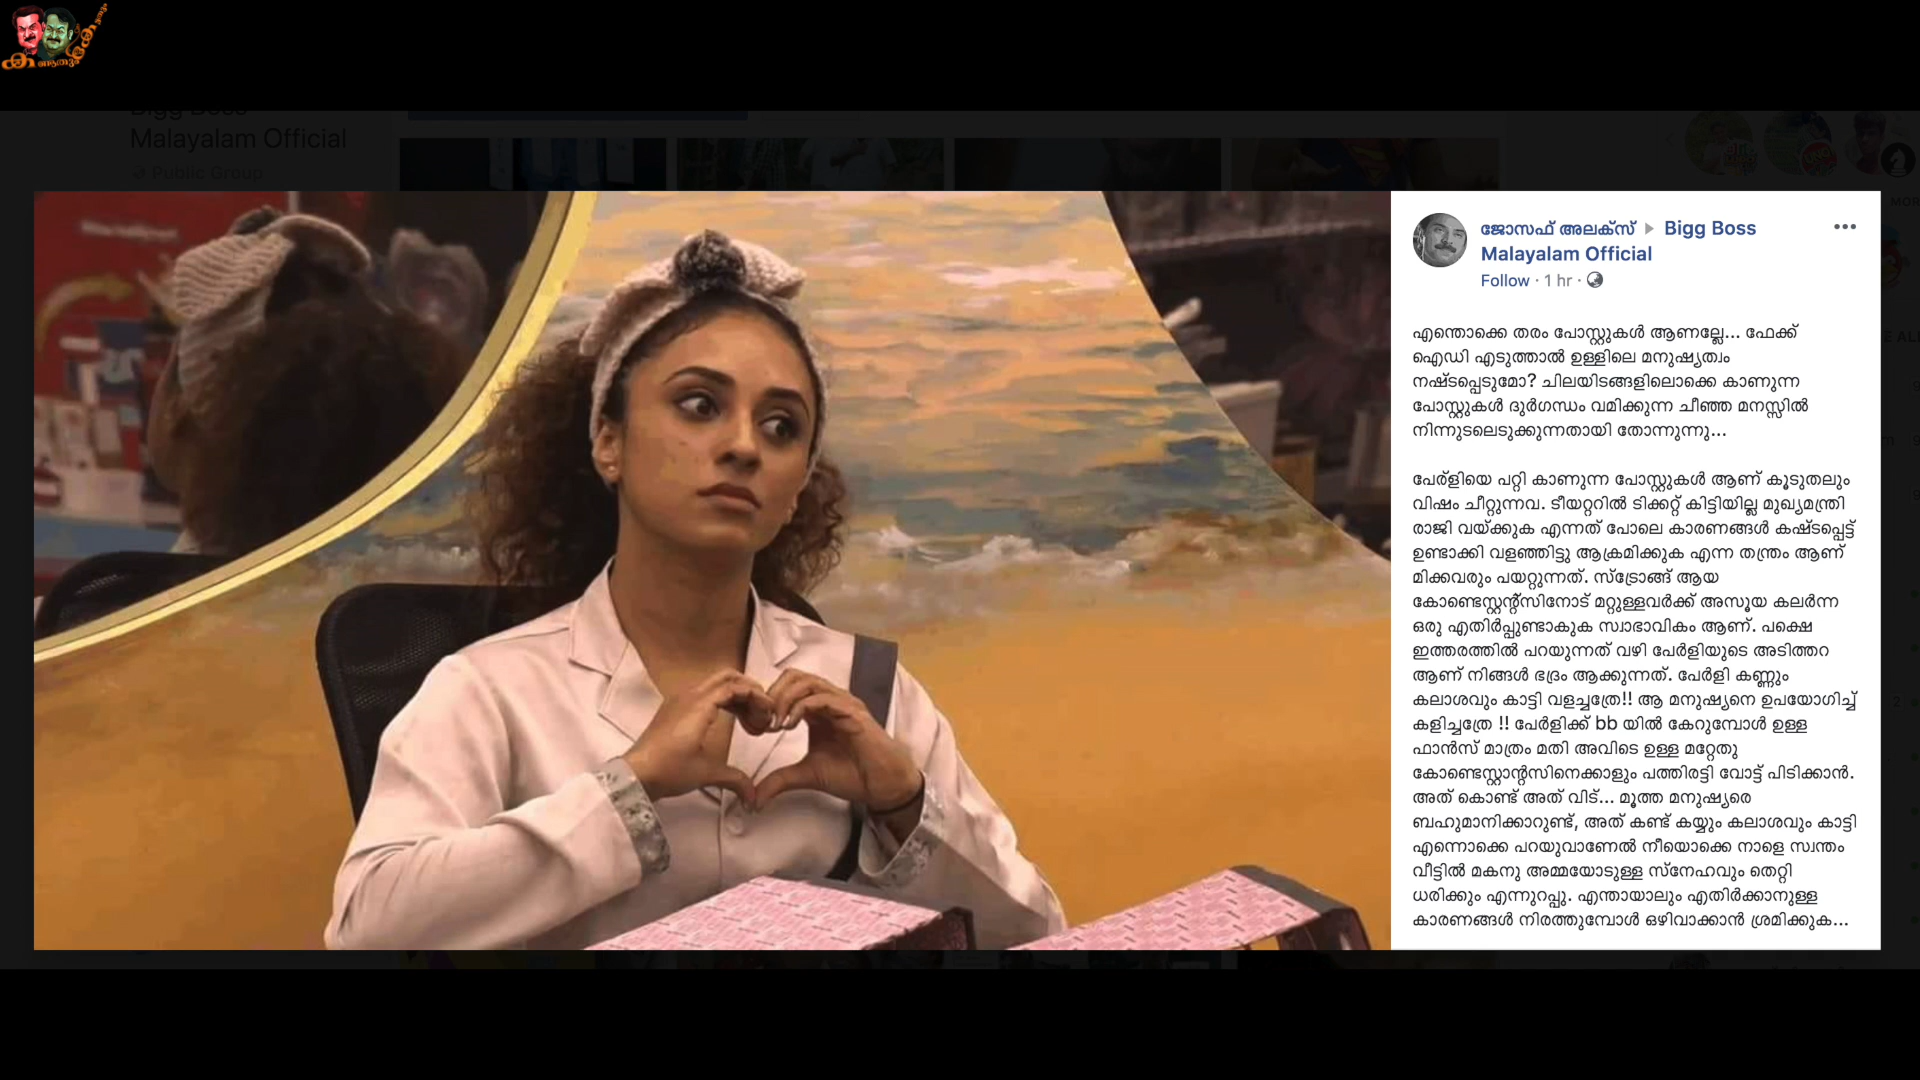 Malayalam Official
Public Group
ജോസഫ് അലക്സ് ▸ Bigg Boss
Malayalam Official
Follow · 1 hr ·
എന്തൊക്കെ തരം പോസ്റ്റുകൾ ആണല്ലേ... ഫേക്ക്
ഐഡി എടുത്താൽ ഉള്ളിലെ മനുഷ്യത്വം
നഷ്ടപ്പെടുമോ? ചിലയിടങ്ങളിലൊക്കെ കാണുന്ന
പോസ്റ്റുകൾ ദുർഗന്ധം വമിക്കുന്ന ചീഞ്ഞ മനസ്സിൽ
നിന്നുടലെടുക്കുന്നതായി തോന്നുന്നു...
പേര്ളിയെ പറ്റി കാണുന്ന പോസ്റ്റുകൾ ആണ് കൂടുതലും
വിഷം ചീറ്റുന്നവ. ടീയറ്ററിൽ ടിക്കറ്റ് കിട്ടിയില്ല മുഖ്യമന്ത്രി
രാജി വയ്ക്കുക എന്നത് പോലെ കാരണങ്ങൾ കഷ്ടപ്പെട്ട്
ഉണ്ടാക്കി വളഞ്ഞിട്ടു ആക്രമിക്കുക എന്ന തന്ത്രം ആണ്
മിക്കവരും പയറ്റുന്നത്. സ്ട്രോങ്ങ് ആയ
കോണ്ടെസ്റ്റന്റ്സിനോട് മറ്റുള്ളവർക്ക് അസൂയ കലർന്ന
ഒരു എതിർപ്പുണ്ടാകുക സ്വാഭാവികം ആണ്. പക്ഷെ
ഇത്തരത്തിൽ പറയുന്നത് വഴി പേർളിയുടെ അടിത്തറ
ആണ് നിങ്ങൾ ഭദ്രം ആക്കുന്നത്. പേർളി കണ്ണും
കലാശവും കാട്ടി വളച്ചത്രേ!! ആ മനുഷ്യനെ ഉപയോഗിച്ച്
കളിച്ചത്രേ !! പേർളിക്ക് bb യിൽ കേറുമ്പോൾ ഉള്ള
ഫാൻസ് മാത്രം മതി അവിടെ ഉള്ള മറ്റേതു
കോണ്ടെസ്റ്റാന്റസിനെക്കാളും പത്തിരട്ടി വോട്ട് പിടിക്കാൻ.
അത് കൊണ്ട് അത് വിട്... മൂത്ത മനുഷ്യരെ
ബഹുമാനിക്കാറുണ്ട്, അത് കണ്ട് കയ്യും കലാശവും കാട്ടി
എന്നൊക്കെ പറയുവാണേൽ നീയൊക്കെ നാളെ സ്വന്തം
വീട്ടിൽ മകനു അമ്മയോടുള്ള സ്നേഹവും തെറ്റി
ധരിക്കും എന്നുറപ്പു. എന്തായാലും എതിർക്കാനുള്ള
കാരണങ്ങൾ നിരത്തുമ്പോൾ ഒഴിവാക്കാൻ ശ്രമിക്കുക...